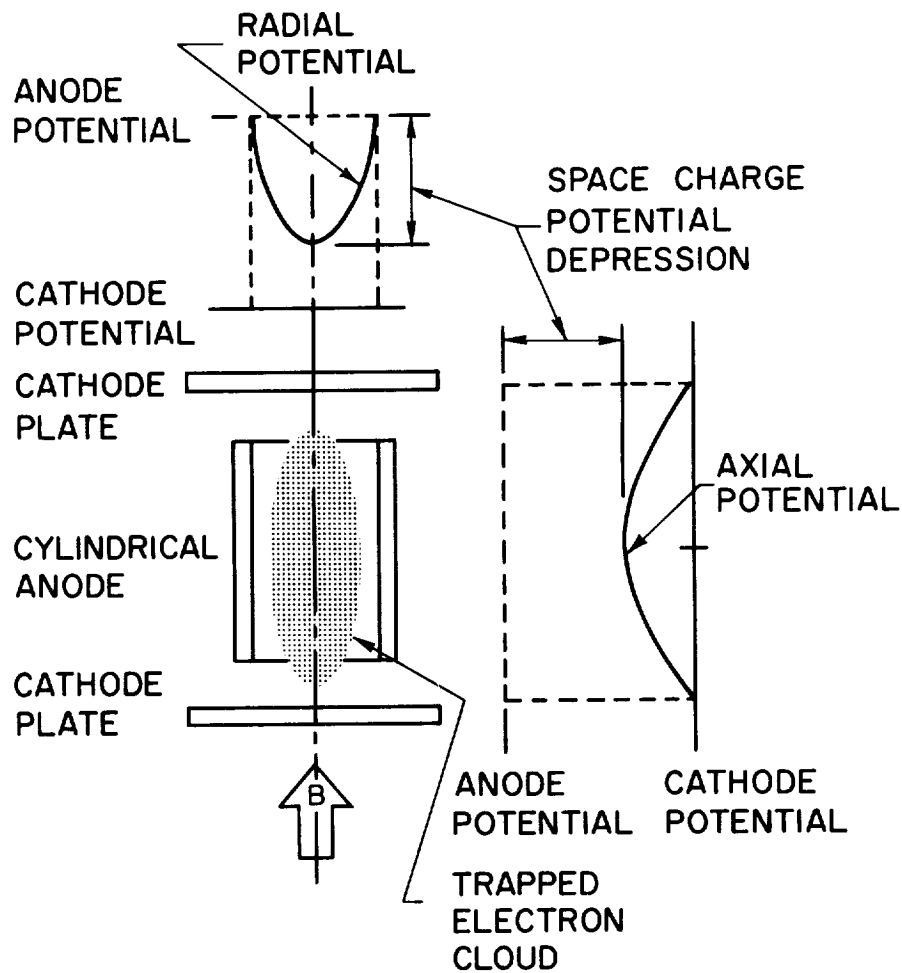 RADIAL
POTENTIAL
ANODE
POTENTIAL
SPACE CHARGE
POTENTIAL
DEPRESSION
CATHODE
POTENTIAL
CATHODE
PLATE
AXIAL
POTENTIAL
CYLINDRICAL
ANODE
CATHODE
PLATE
B
ANODE
POTENTIAL
CATHODE
POTENTIAL
TRAPPED
ELECTRON
CLOUD